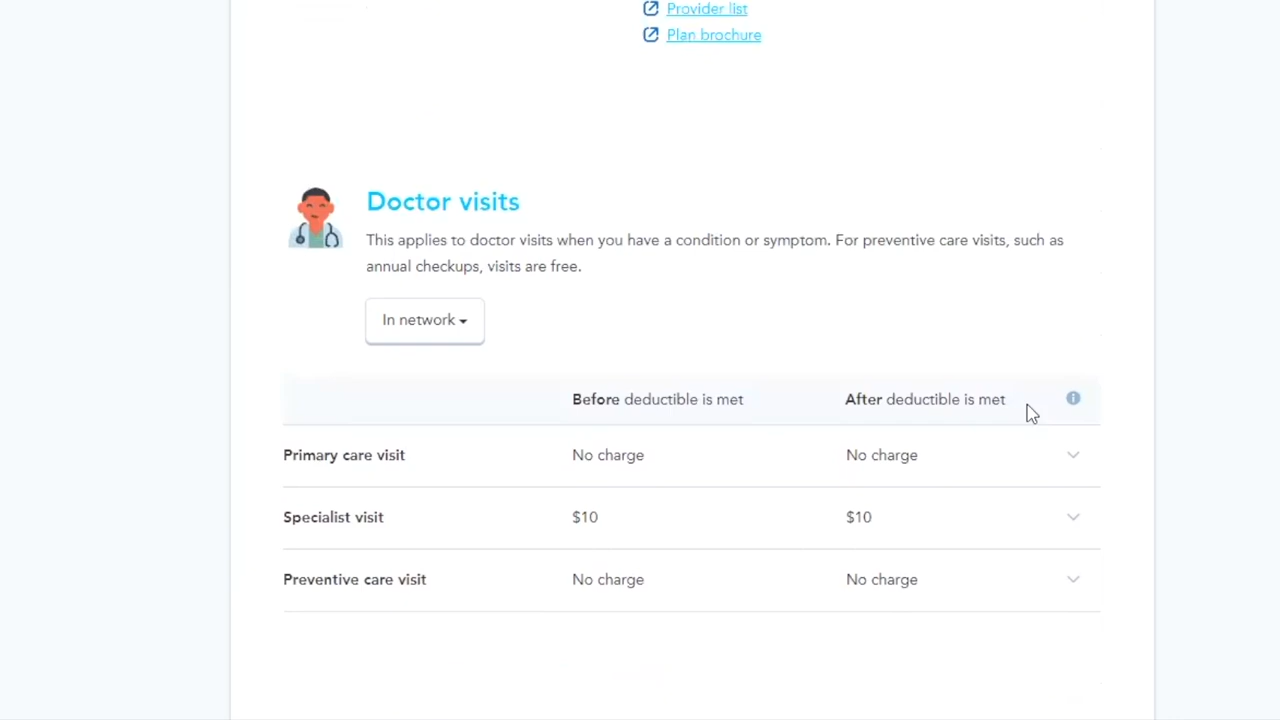 Provider list
Plan brochure
Doctor visits
This applies to doctor visits when you have a condition or symptom. For preventive care visits, such as
annual checkups, visits are free.
In network
Before deductible is met After deductible is met
Primary care visit No charge No charge
Specialist visit $10 $10
Preventive care visit No charge No charge